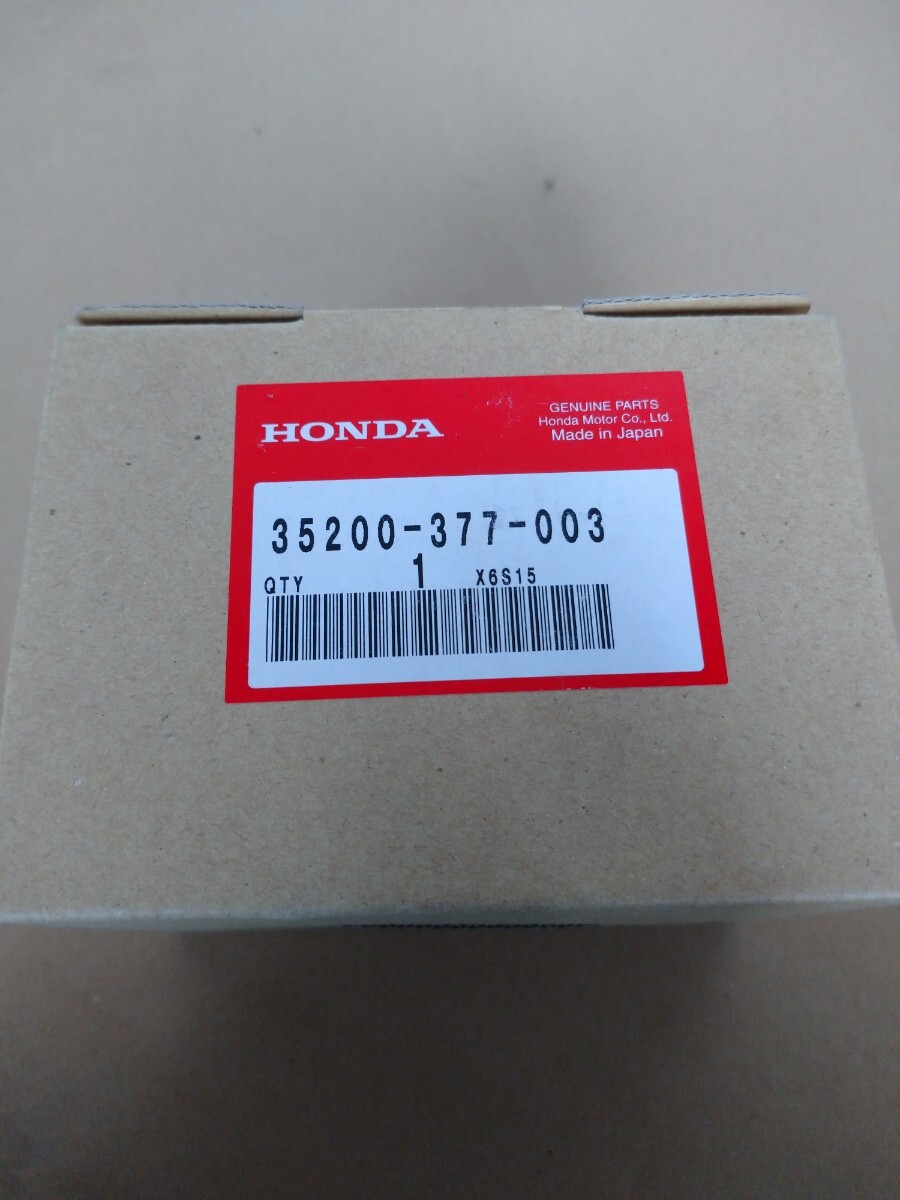 HONDA
GENUINE PARTS
Honda Motor Co., Ltd.
Made in Japan
35200-377-003
QTY 1 X6S15